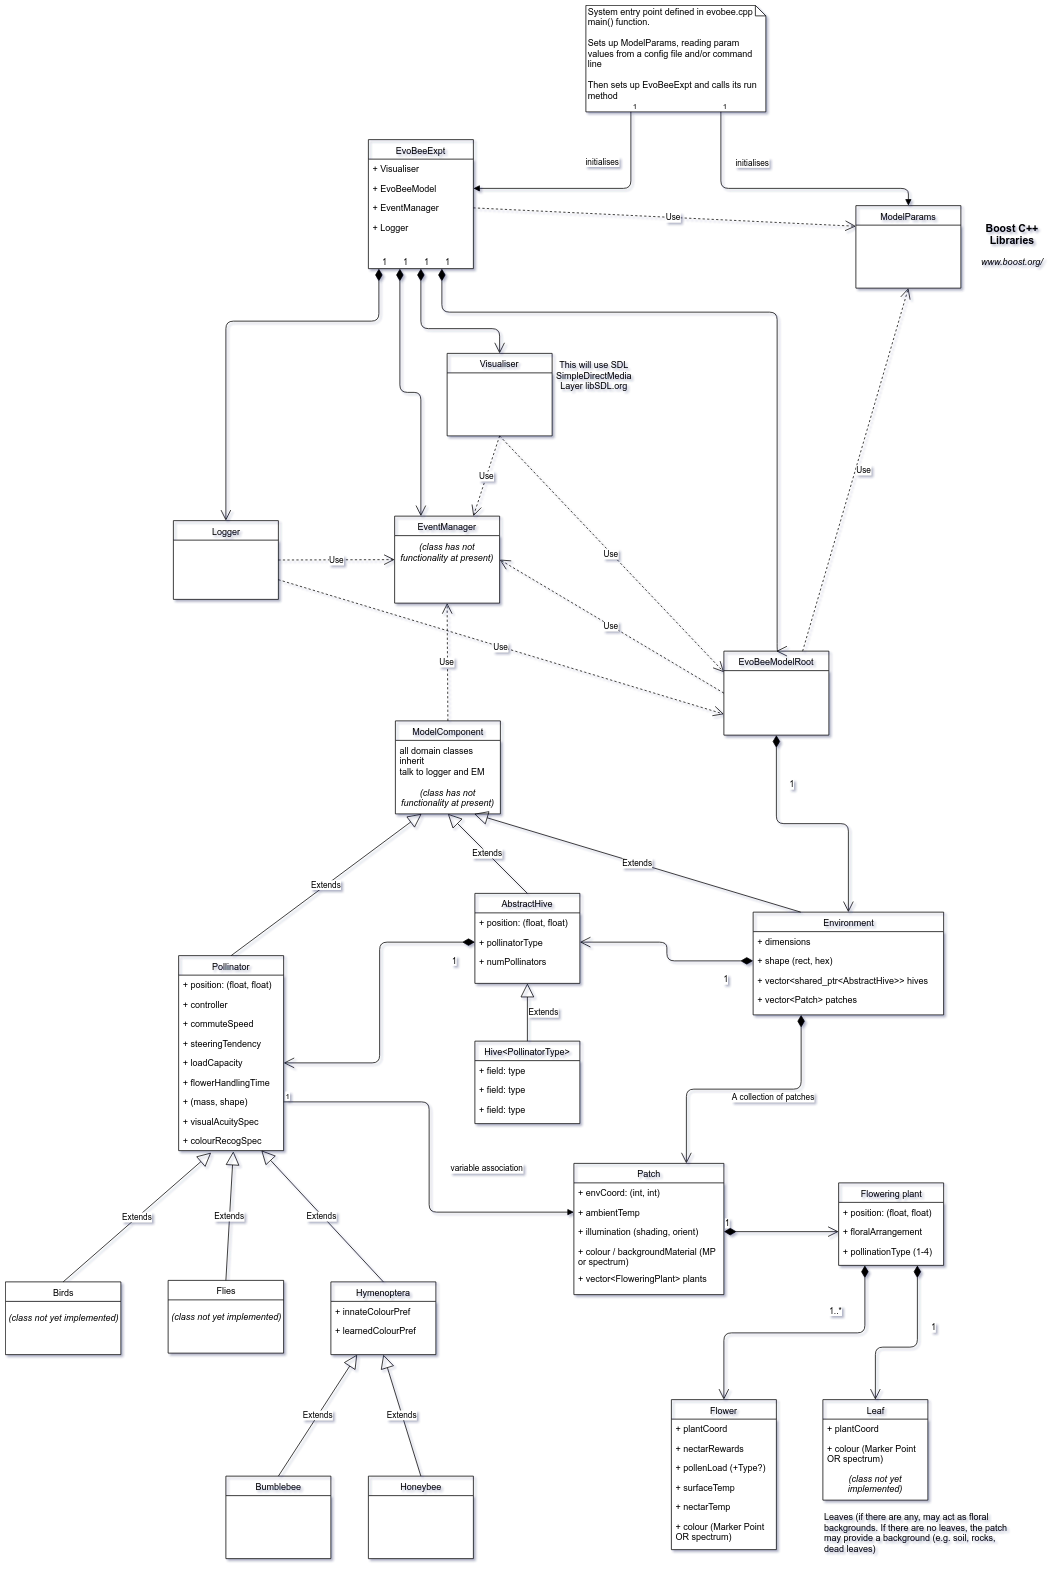 System entry point defined in evobee.cpp
main() function.
Sets up ModelParams, reading param
values from a config file and/or command
line
Then sets up EvoBeeExpt and calls its run
method
1
1
initialises
initialises
EvoBeeExpt
+ Visualiser
+ EvoBeeModel
+ EventManager
+ Logger
1
1
1
1
Use
ModelParams
Boost C++
Libraries
www.boost.org/
Visualiser
This will use SDL
SimpleDirectMedia
Layer libSDL.org
Use
Use
Logger
EventManager
(class has not
functionality at present)
Use
Use
Use
Use
Use
EvoBeeModelRoot
ModelComponent
all domain classes
inherit
talk to logger and EM
(class has not
functionality at present)
1
Extends
Extends
Extends
AbstractHive
+ position: (float, float)
+ pollinatorType
+ numPollinators
Environment
+ dimensions
+ shape (rect, hex)
+ vector<shared_ptr<AbstractHive>> hives
+ vector<Patch> patches
1
1
Pollinator
+ position: (float, float)
+ controller
+ commuteSpeed
+ steeringTendency
+ loadCapacity
+ flowerHandlingTime
+ (mass, shape)
+ visualAcuitySpec
+ colourRecogSpec
1
Extends
Hive<PollinatorType>
+ field: type
+ field: type
+ field: type
A collection of patches
variable association
Patch
+ envCoord: (int, int)
+ ambientTemp
+ illumination (shading, orient)
+ colour / backgroundMaterial (MP
or spectrum)
+ vector<FloweringPlant> plants
1
Flowering plant
+ position: (float, float)
+ floralArrangement
+ pollinationType (1-4)
Extends
Extends
Extends
Birds
(class not yet implemented)
Flies
(class not yet implemented)
Hymenoptera
+ innateColourPref
+ learnedColourPref
1..*
1
Extends
Extends
Bumblebee
Honeybee
Flower
+ plantCoord
+ nectarRewards
+ pollenLoad (+Type?)
+ surfaceTemp
+ nectarTemp
+ colour (Marker Point
OR spectrum)
Leaf
+ plantCoord
+ colour (Marker Point
OR spectrum)
(class not yet
implemented)
Leaves (if there are any, may act as floral
backgrounds. If there are no leaves, the patch
may provide a background (e.g. soil, rocks,
dead leaves)